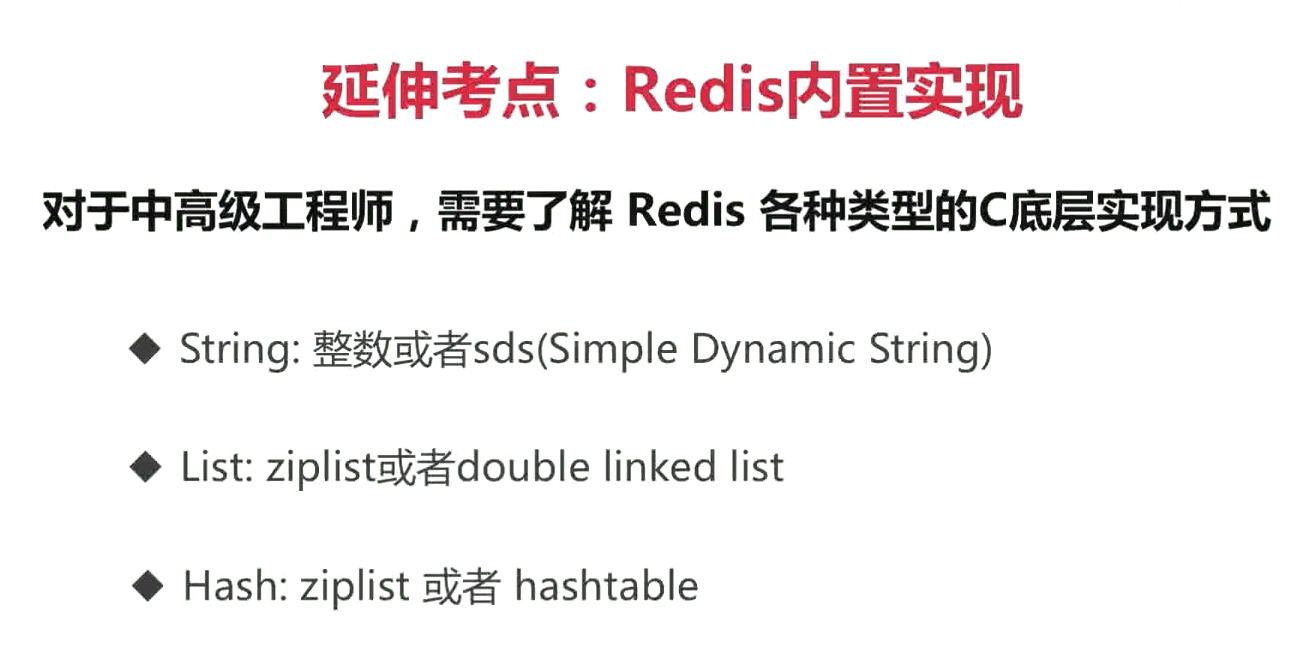 延伸考点：Redis内置实现
对于中高级工程师，需要了解 Redis 各种类型的C底层实现方式
◆ String: 整数或者sds(Simple Dynamic String)
◆ List: ziplist或者double linked list
◆ Hash: ziplist 或者 hashtable